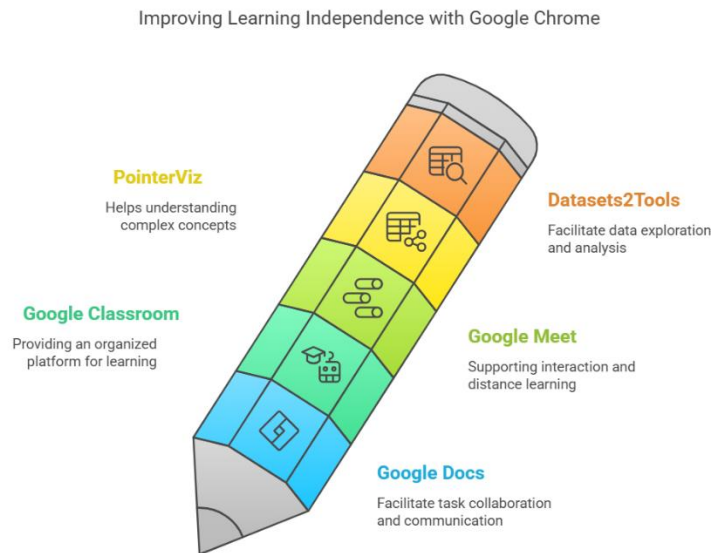 Improving Learning Independence with Google Chrome
PointerViz
Helps understanding
complex concepts
Datasets2Tools
Facilitate data exploration
and analysis
Google Classroom
Providing an organized
platform for learning
Google Meet
Supporting interaction and
distance learning
Google Docs
Facilitate task collaboration
and communication